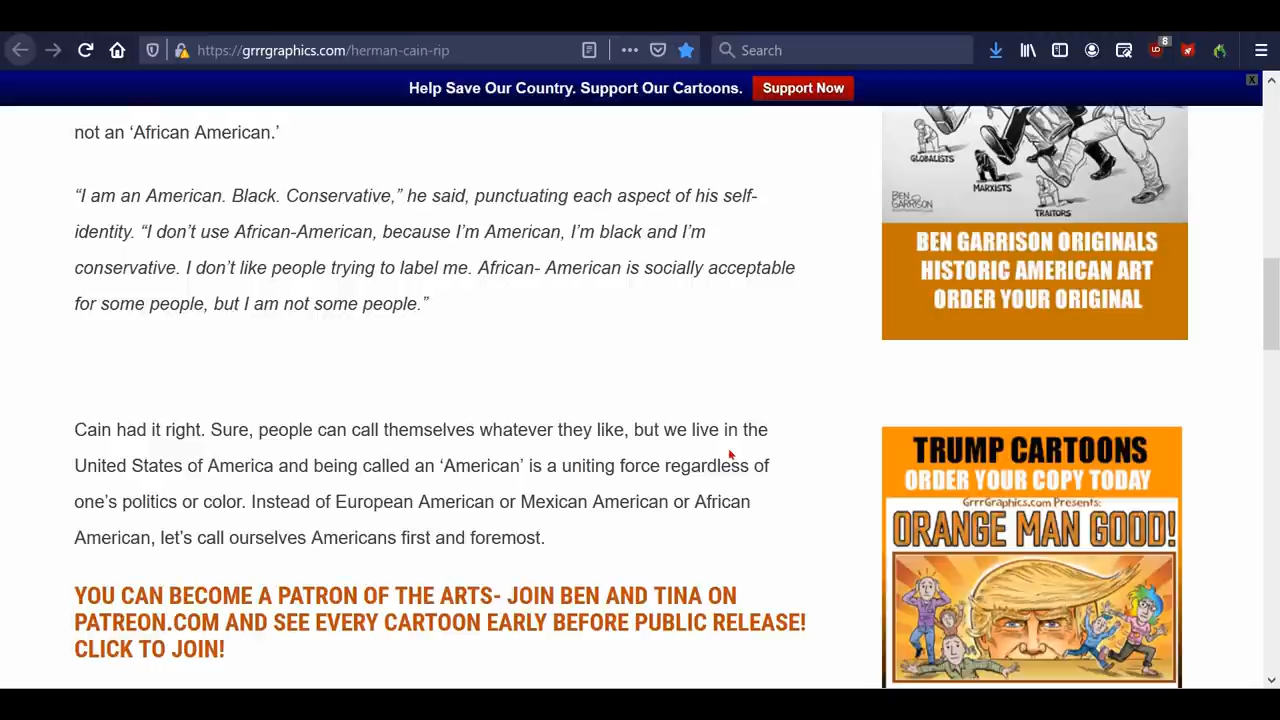 https://grrrgraphics.com/herman-cain-rip
Search
8
Help Save Our Country. Support Our Cartoons.
Support Now
X
not an ‘African American.’
“I am an American. Black. Conservative,” he said, punctuating each aspect of his self-
identity. “I don’t use African-American, because I’m American, I’m black and I’m
conservative. I don’t like people trying to label me. African- American is socially acceptable
for some people, but I am not some people.”
Cain had it right. Sure, people can call themselves whatever they like, but we live in the
United States of America and being called an ‘American’ is a uniting force regardless of
one’s politics or color. Instead of European American or Mexican American or African
American, let’s call ourselves Americans first and foremost.
YOU CAN BECOME A PATRON OF THE ARTS- JOIN BEN AND TINA ON
PATREON.COM AND SEE EVERY CARTOON EARLY BEFORE PUBLIC RELEASE!
CLICK TO JOIN!
GLOBALISTS
MARXISTS
TRAITORS
BEN
GARRISON
BEN GARRISON ORIGINALS
HISTORIC AMERICAN ART
ORDER YOUR ORIGINAL
TRUMP CARTOONS
ORDER YOUR COPY TODAY
GrrrGraphics.com Presents:
ORANGE MAN GOOD!